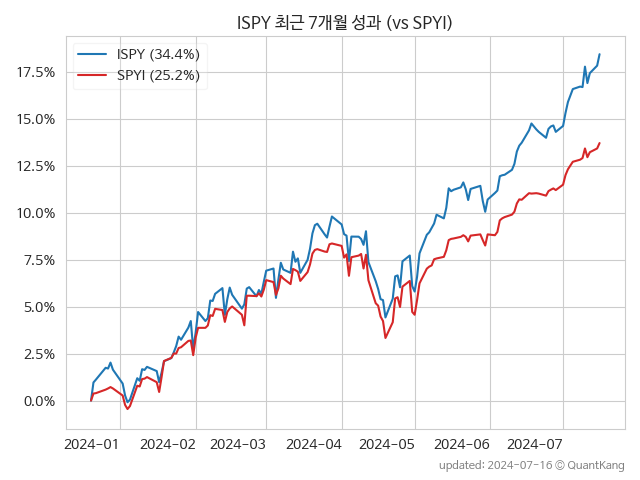 ISPY 최근 7개월 성과 (vs SPYI)
ISPY (34.4%)
SPYI (25.2%)
17.5%
15.0%
12.5%
10.0%
7.5%
5.0%
2.5%
0.0%
2024-01 2024-02 2024-03 2024-04 2024-05 2024-06 2024-07
updated: 2024-07-16 © QuantKang